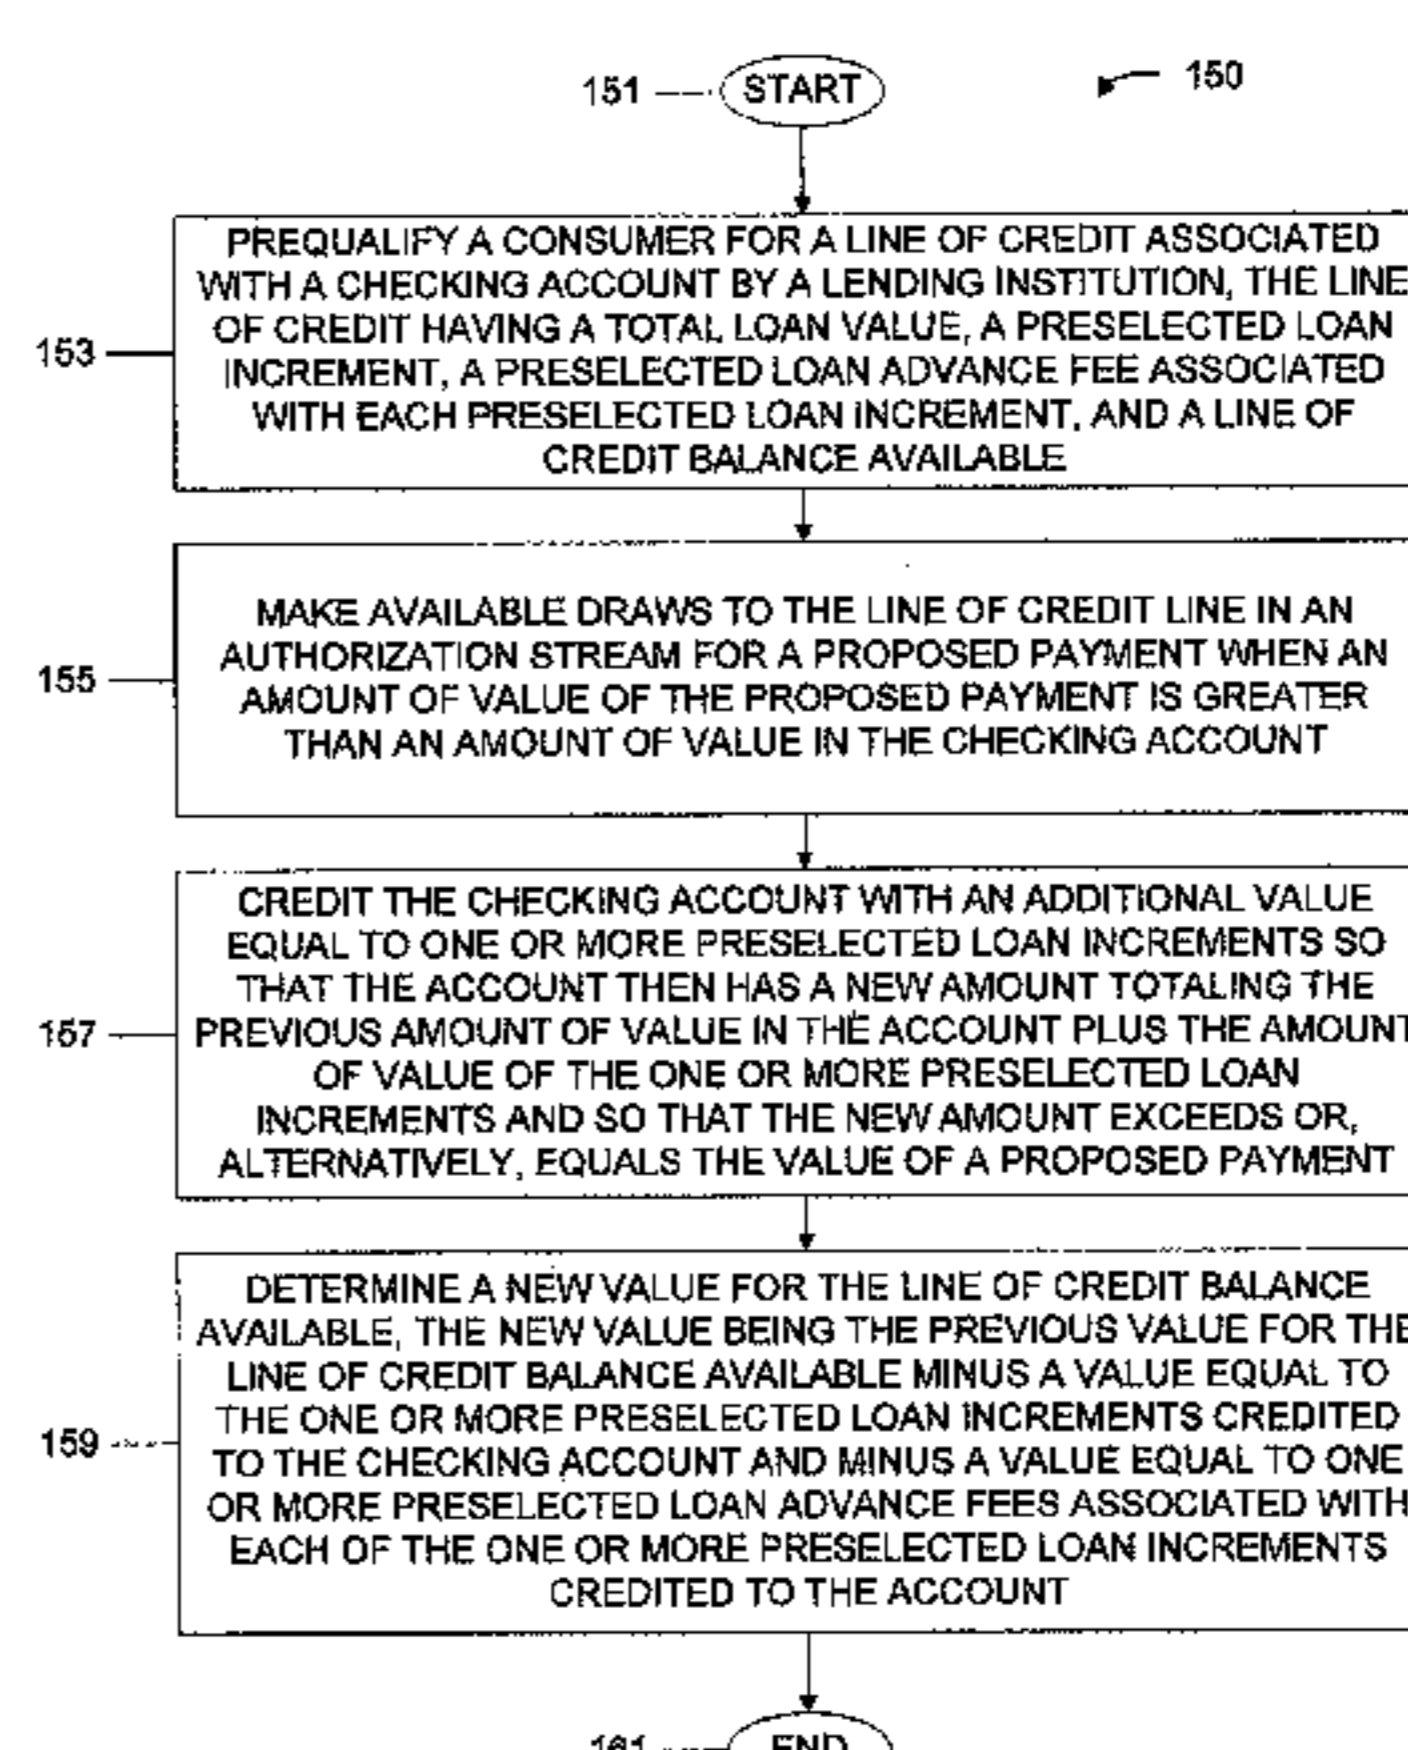 150
151 START
PREQUALIFY A CONSUMER FOR A LINE OF CREDIT ASSOCIATED
WITH A CHECKING ACCOUNT BY A LENDING INSTITUTION, THE LINE
OF CREDIT HAVING A TOTAL LOAN VALUE, A PRESELECTED LOAN
153
INCREMENT, A PRESELECTED LOAN ADVANCE FEE ASSOCIATED
WITH EACH PRESELECTED LOAN INCREMENT, AND A LINE OF
CREDIT BALANCE AVAILABLE
MAKE AVAILABLE DRAWS TO THE LINE OF CREDIT LINE IN AN
AUTHORIZATION STREAM FOR A PROPOSED PAYMENT WHEN AN
155
AMOUNT OF VALUE OF THE PROPOSED PAYMENT IS GREATER
THAN AN AMOUNT OF VALUE IN THE CHECKING ACCOUNT
CREDIT THE CHECKING ACCOUNT WITH AN ADDITIONAL VALUE
EQUAL TO ONE OR MORE PRESELECTED LOAN INCREMENTS SO
THAT THE ACCOUNT THEN HAS A NEW AMOUNT TOTALING THE
157
PREVIOUS AMOUNT OF VALUE IN THE ACCOUNT PLUS THE AMOUNT
OF VALUE OF THE ONE OR MORE PRESELECTED LOAN
INCREMENTS AND SO THAT THE NEW AMOUNT EXCEEDS OR,
ALTERNATIVELY, EQUALS THE VALUE OF A PROPOSED PAYMENT
DETERMINE A NEW VALUE FOR THE LINE OF CREDIT BALANCE
AVAILABLE, THE NEW VALUE BEING THE PREVIOUS VALUE FOR THE
LINE OF CREDIT BALANCE AVAILABLE MINUS A VALUE EQUAL TO
THE ONE OR MORE PRESELECTED LOAN INCREMENTS CREDITED
159
TO THE CHECKING ACCOUNT AND MINUS A VALUE EQUAL TO ONE
OR MORE PRESELECTED LOAN ADVANCE FEES ASSOCIATED WITH
EACH OF THE ONE OR MORE PRESELECTED LOAN INCREMENTS
CREDITED TO THE ACCOUNT
161 END